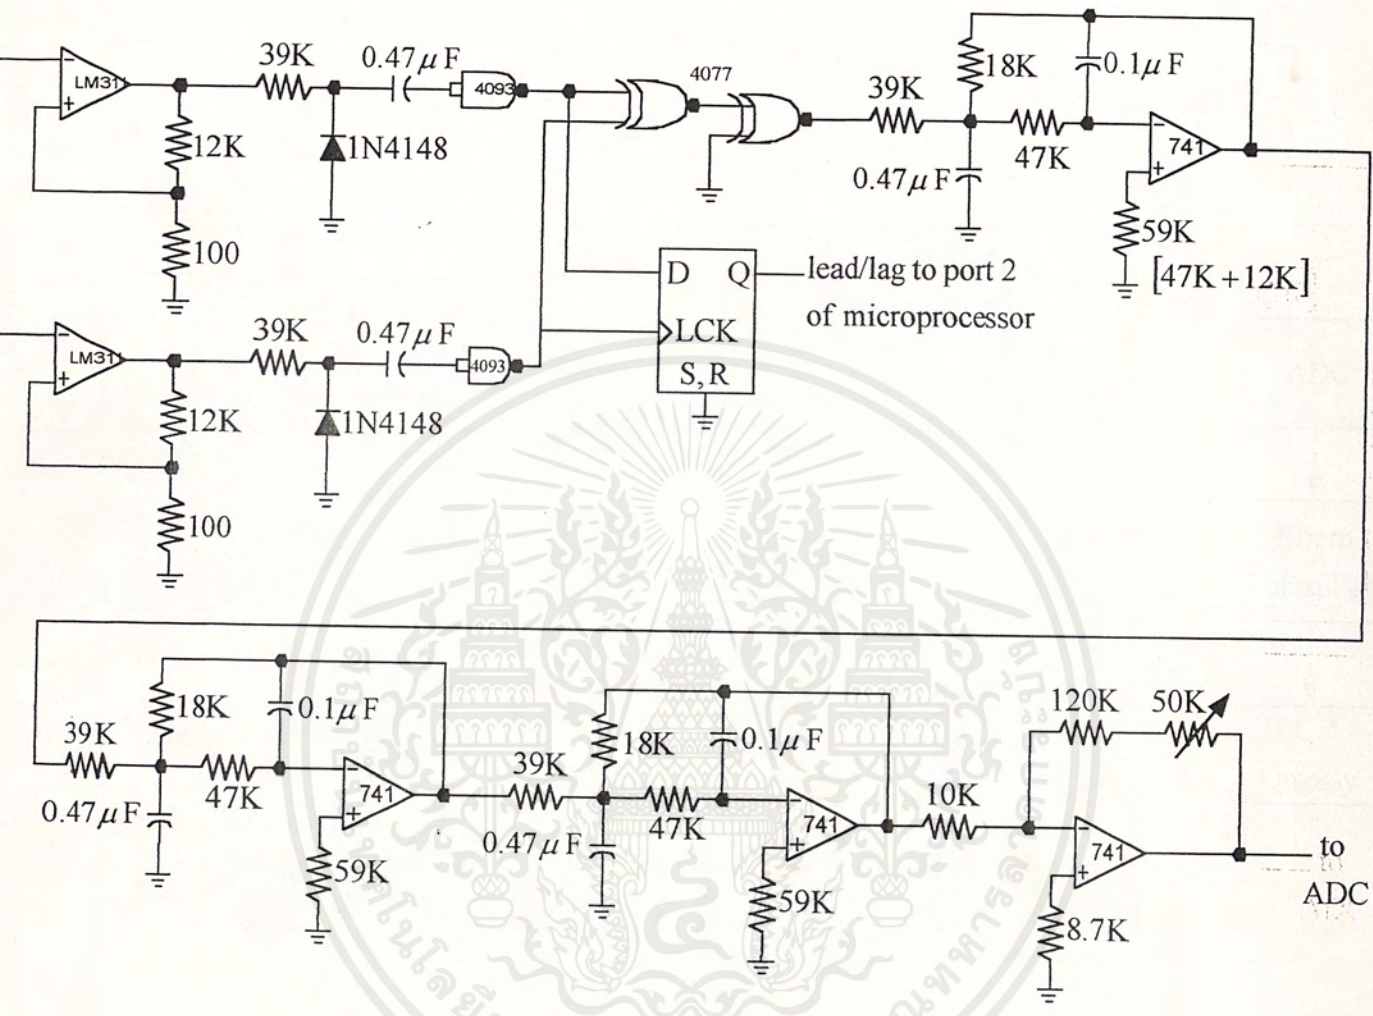 39K
0.47μF
LM311
4093
4077
12K
1N4148
100
39K
18K
0.1μF
47K
0.47μF
741
59K
[47K+12K]
D Q
lead/lag to port 2
of microprocessor
LCK
S,R
39K
0.47μF
LM311
4093
12K
1N4148
100
39K
18K
0.1μF
47K
0.47μF
741
59K
39K
18K
0.1μF
47K
0.47μF
741
59K
10K
120K
50K
741
8.7K
to
ADC